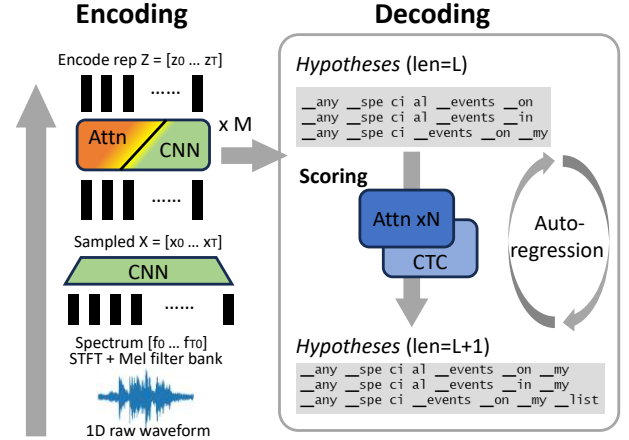 Encoding
Encode rep Z = [z0 ... zT]
......
Attn
CNN
x M
......
Sampled X = [x0 ... xT]
CNN
......
Spectrum [f0 ... fT0]
STFT + Mel filter bank
1D raw waveform
Decoding
Hypotheses (len=L)
__any __spe ci al __events __on
__any __spe ci al __events __in
__any __spe ci __events __on __my
Scoring
Attn xN
CTC
Auto-
regression
Hypotheses (len=L+1)
__any __spe ci al __events __on __my
__any __spe ci al __events __in __my
__any __spe ci __events __on __my __list